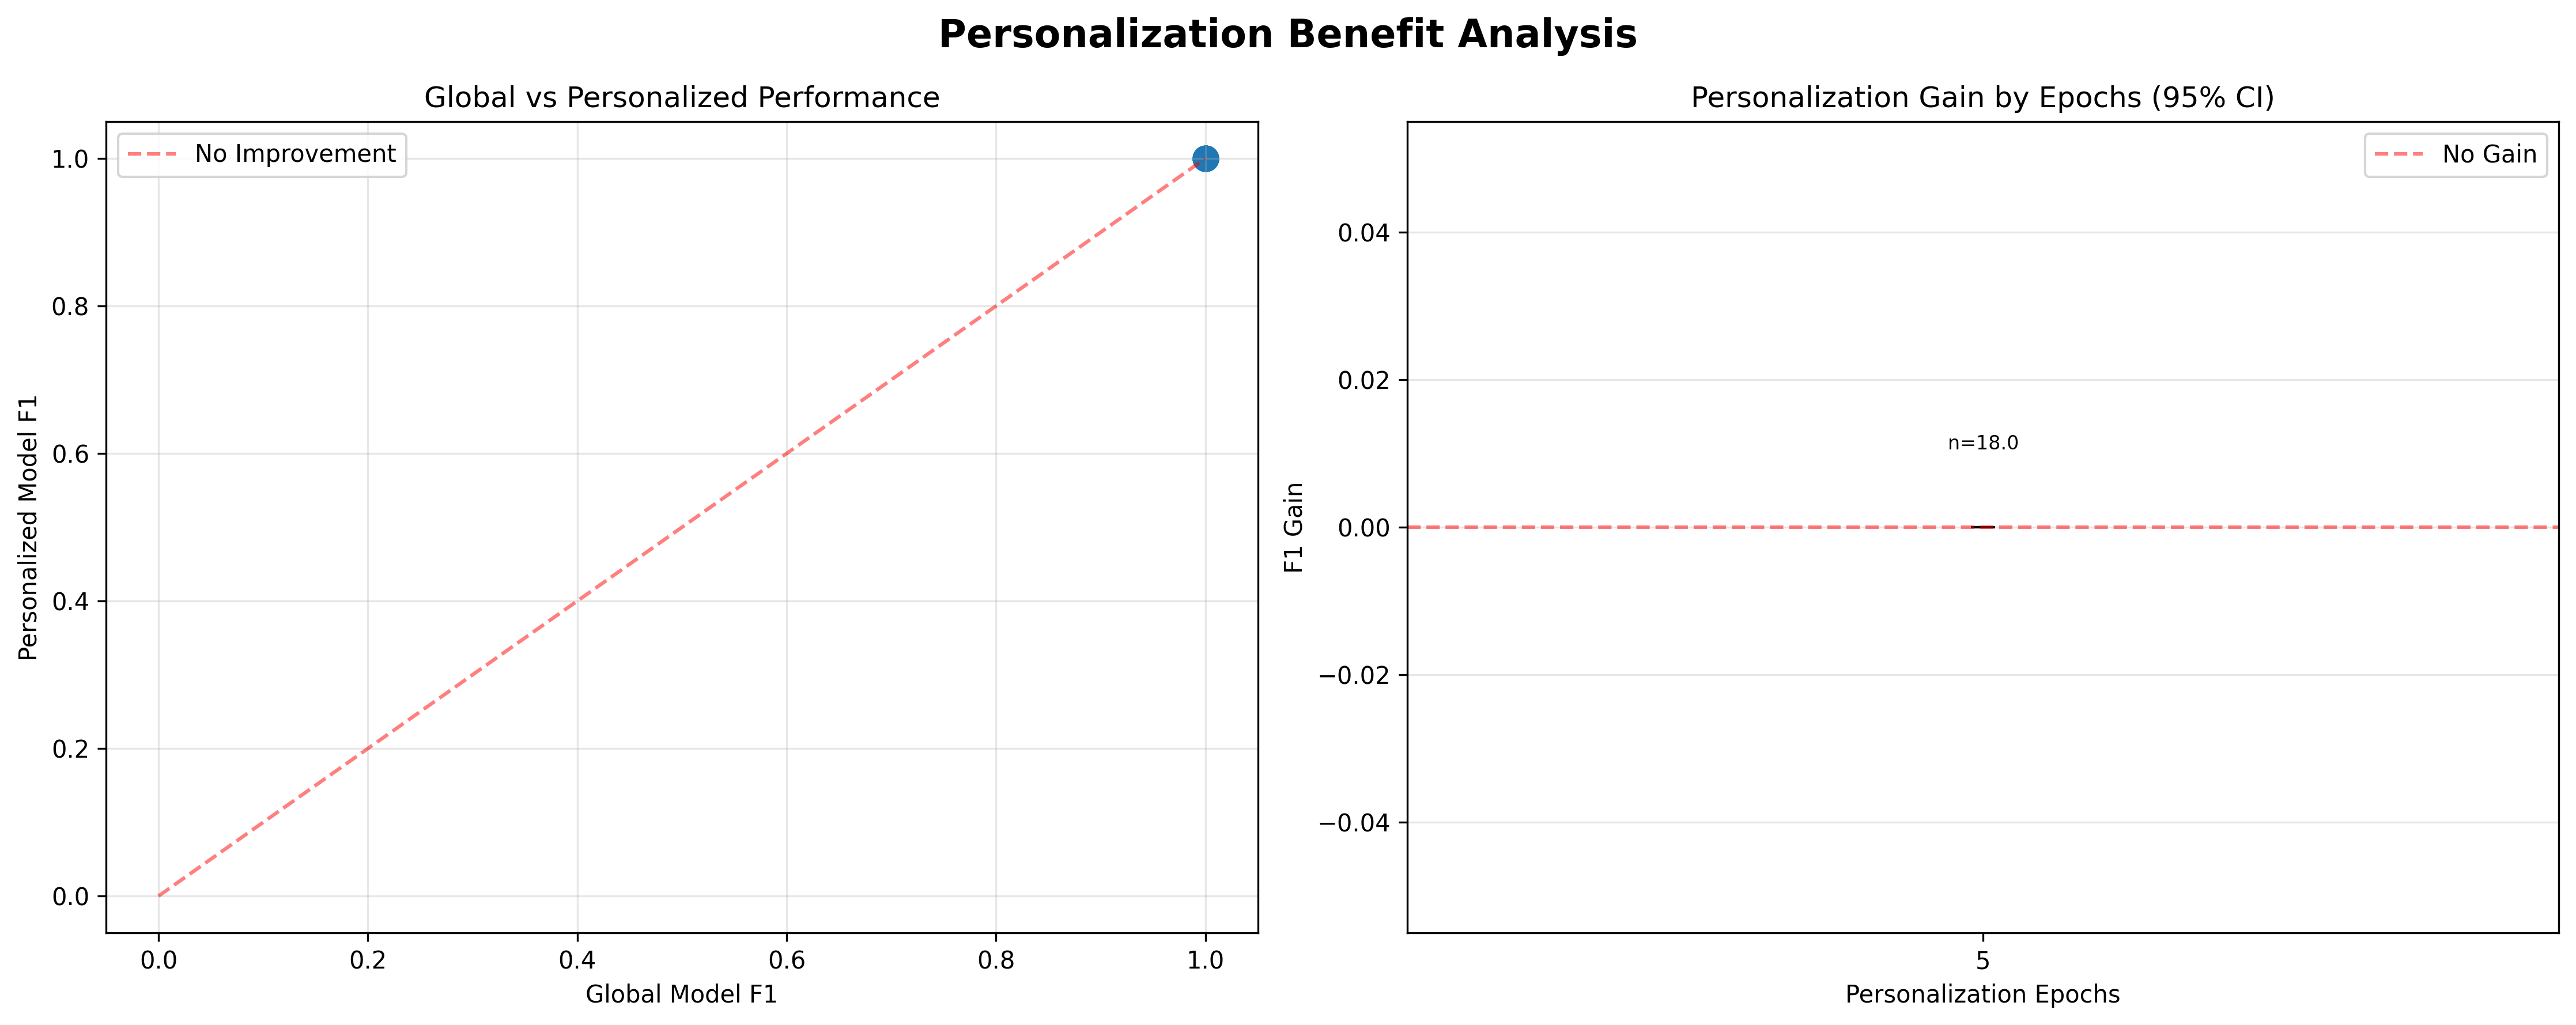 Personalization Benefit Analysis
Global vs Personalized Performance
No Improvement
1.0
0.8
0.6
0.4
0.2
0.0
Personalized Model F1
0.0 0.2 0.4 0.6 0.8 1.0
Global Model F1
Personalization Gain by Epochs (95% CI)
No Gain
0.04
0.02
0.00
−0.02
−0.04
F1 Gain
n=18.0
5
Personalization Epochs